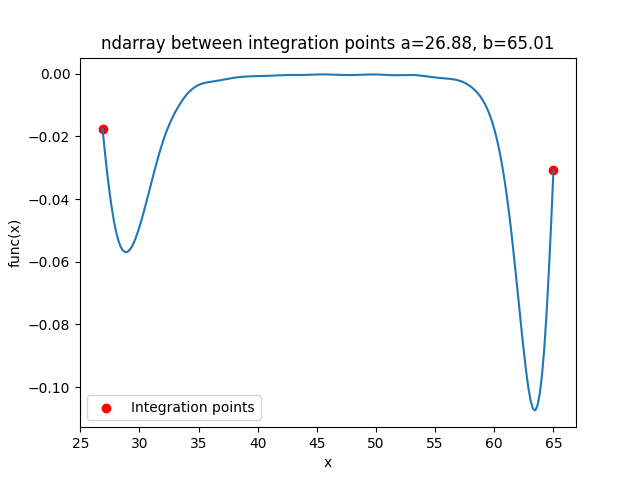 ndarray between integration points a=26.88, b=65.01
0.00
−0.02
−0.04
−0.06
−0.08
−0.10
func(x)
Integration points
25 30 35 40 45 50 55 60 65
x